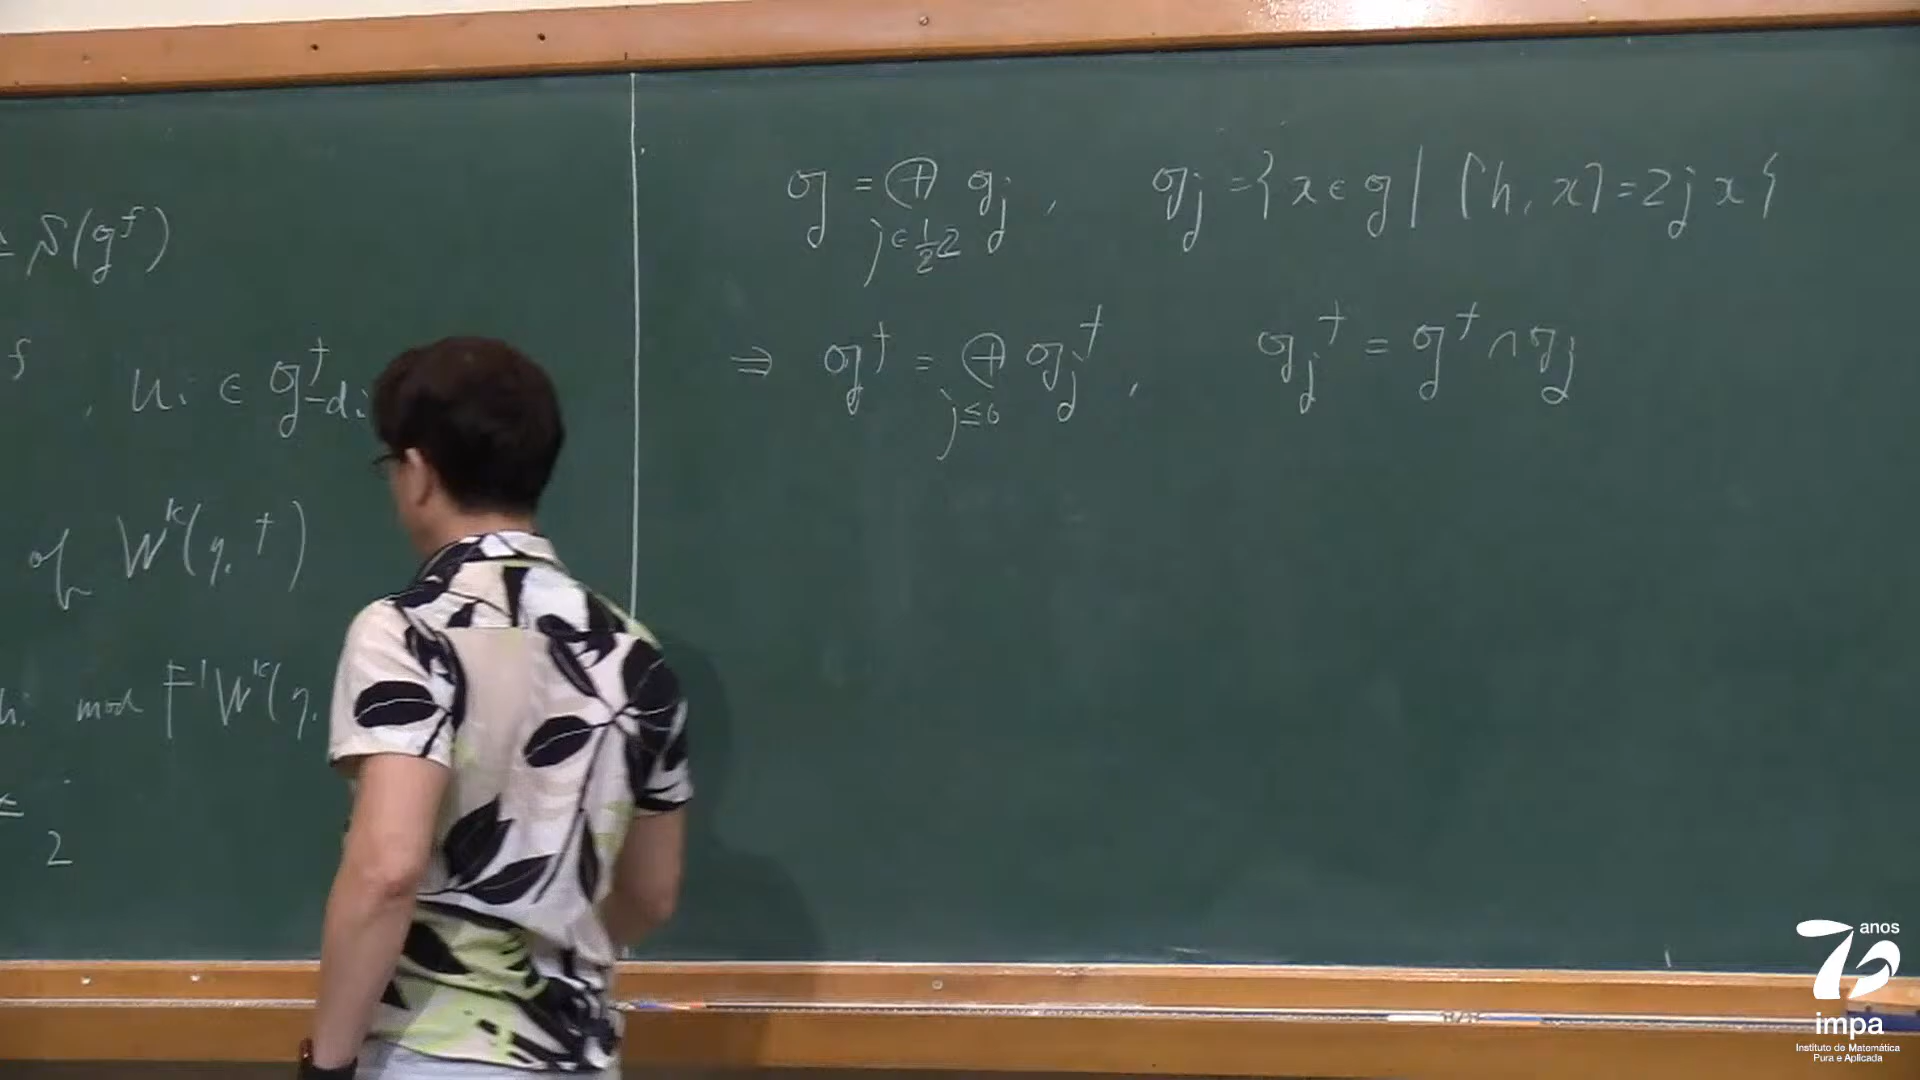 S(g^f)
f , u_i ∈ g^f_{-d_i}
of W^k(g, f)
mod F^1 W^k(g,
2
g = ⊕_{j∈½Z} g_j , g_j = { x ∈ g | [h, x] = 2j x }
⇒ g^f = ⊕_{j≤0} g_j^f , g_j^f = g^f ∩ g_j
70 anos
impa
Instituto de Matemática
Pura e Aplicada